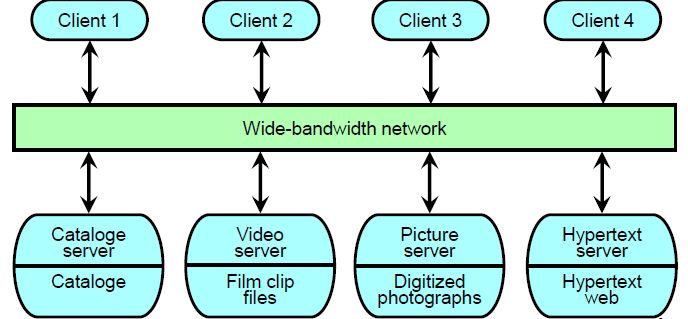 Client 1
Client 2
Client 3
Client 4
Wide-bandwidth network
Cataloge
server
Cataloge
Video
server
Film clip
files
Picture
server
Digitized
photographs
Hypertext
server
Hypertext
web